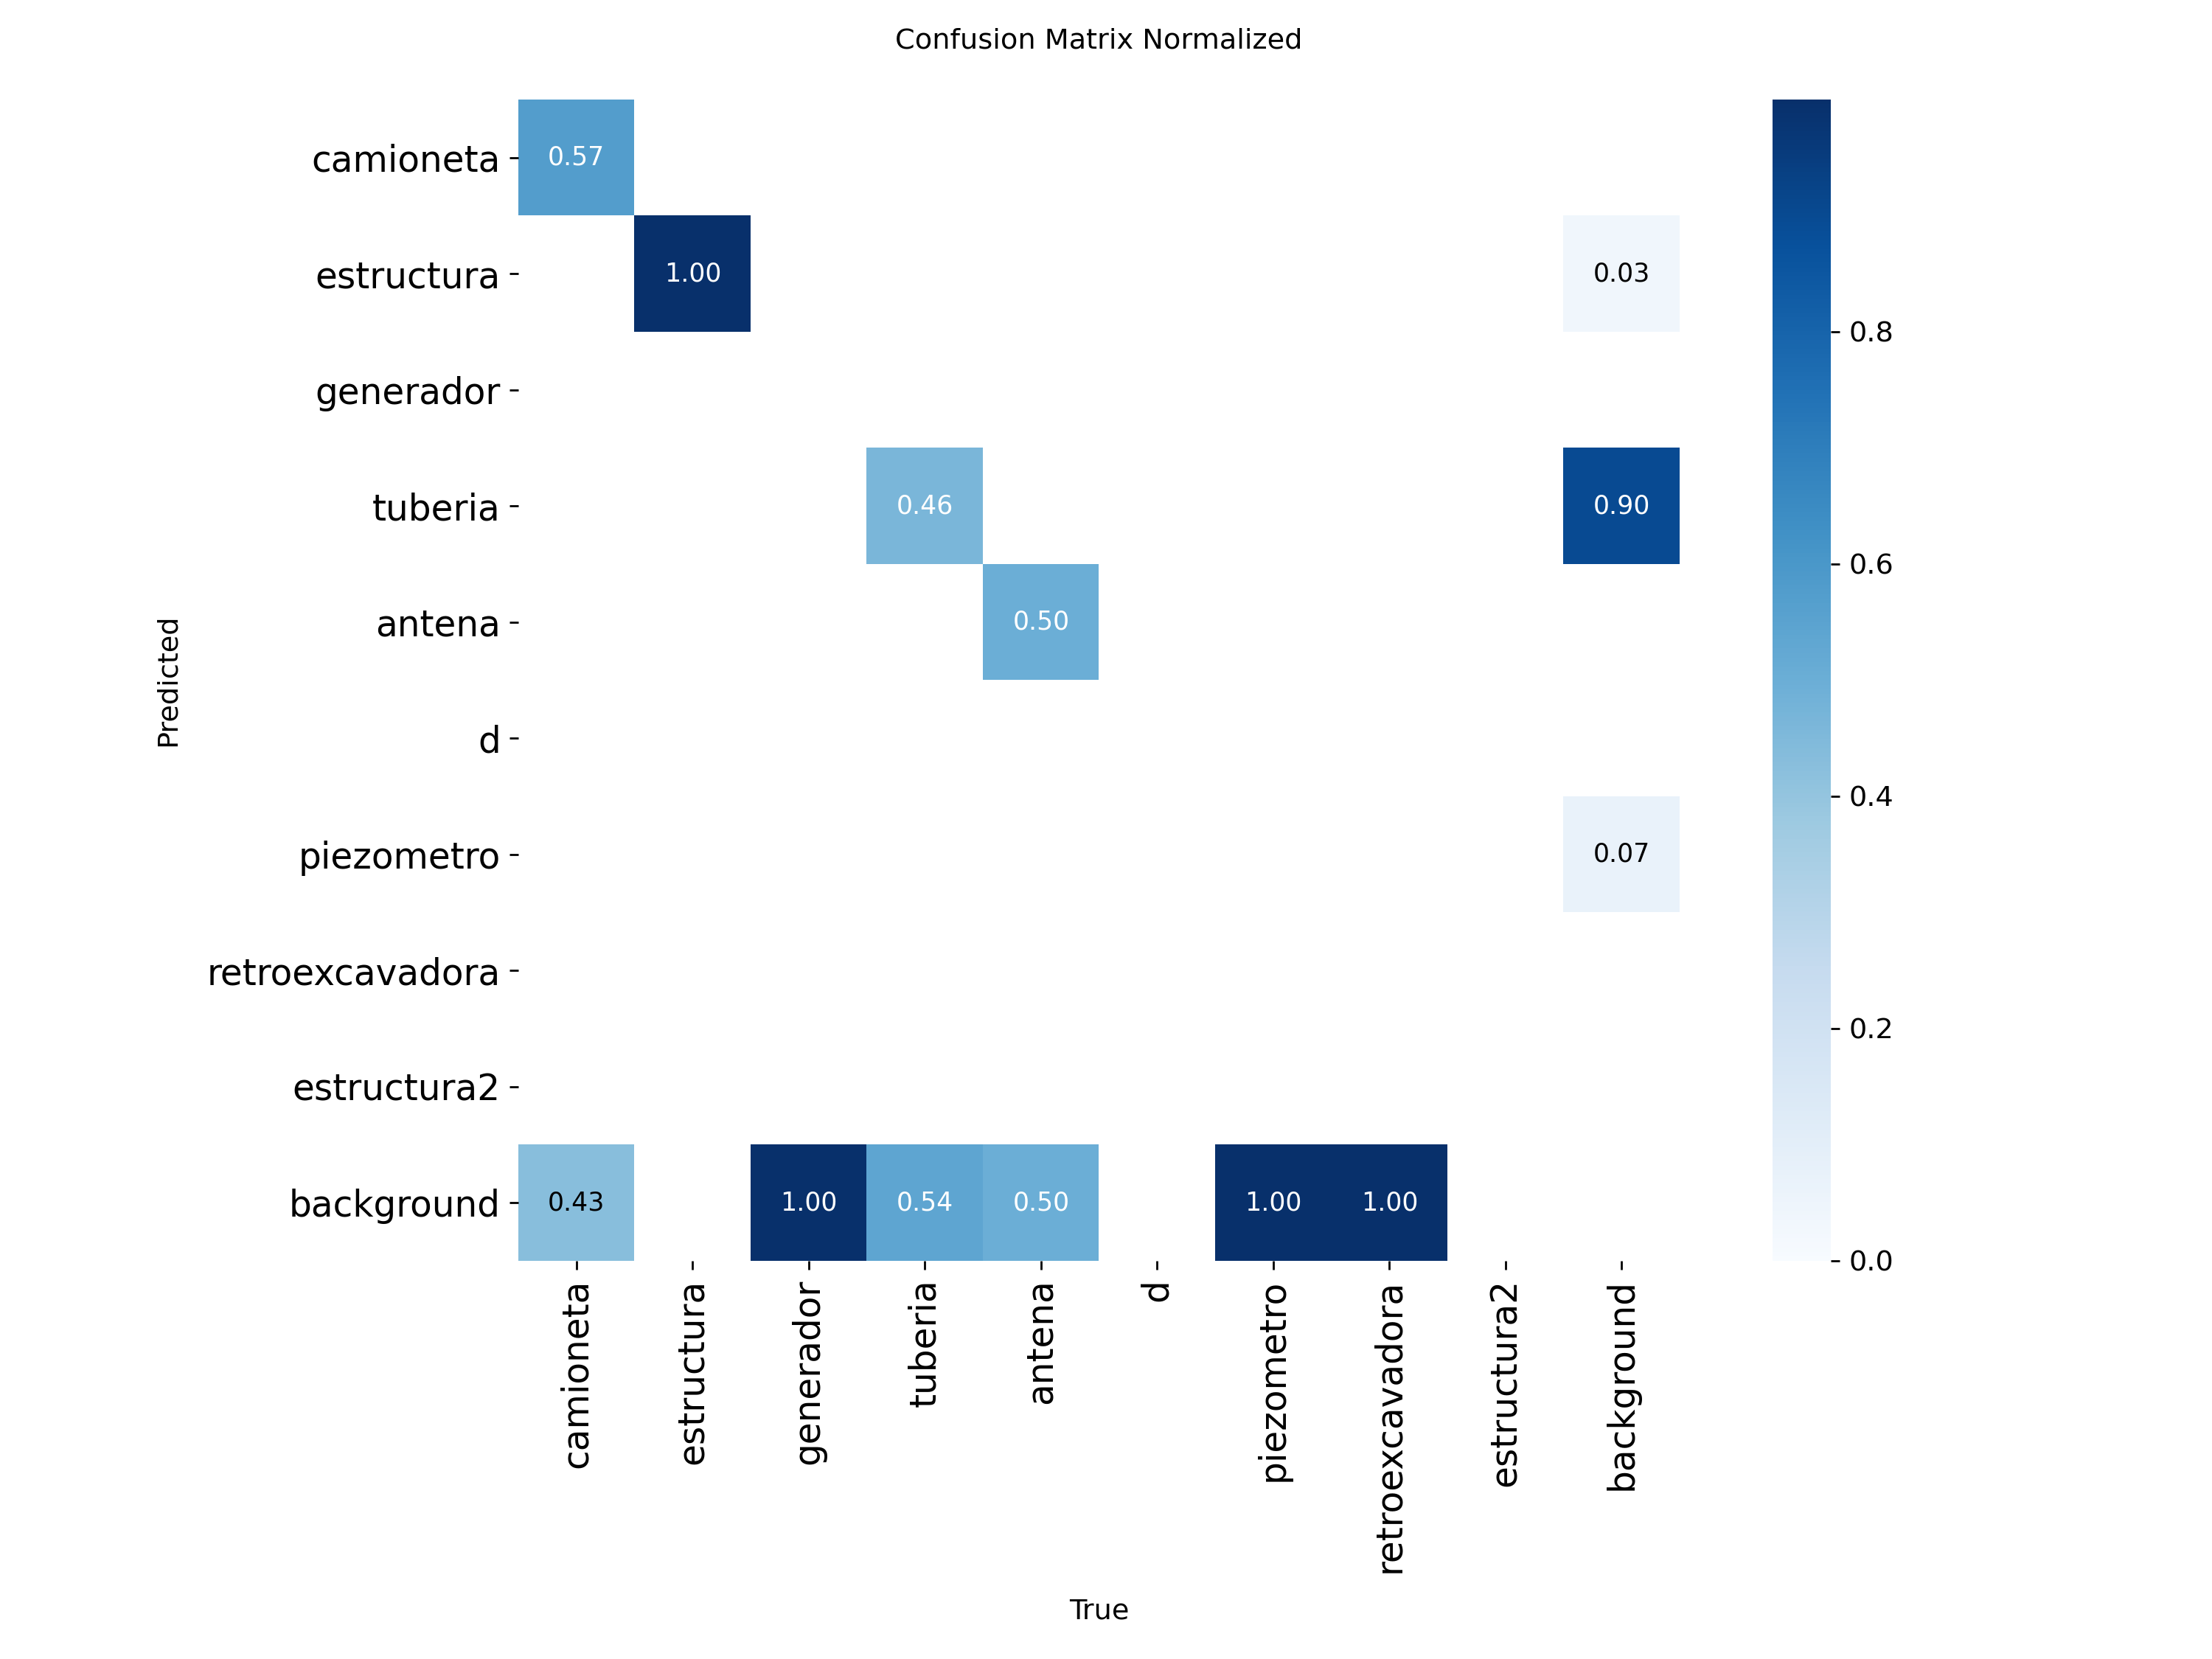 Confusion Matrix Normalized
camioneta
0.57
estructura
1.00
0.03
0.8
generador
tuberia
0.46
0.90
0.6
antena
0.50
Predicted
d
0.4
piezometro
0.07
retroexcavadora
0.2
estructura2
background
0.43
1.00
0.54
0.50
1.00
1.00
0.0
camioneta
estructura
generador
tuberia
antena
d
piezometro
retroexcavadora
estructura2
background
True